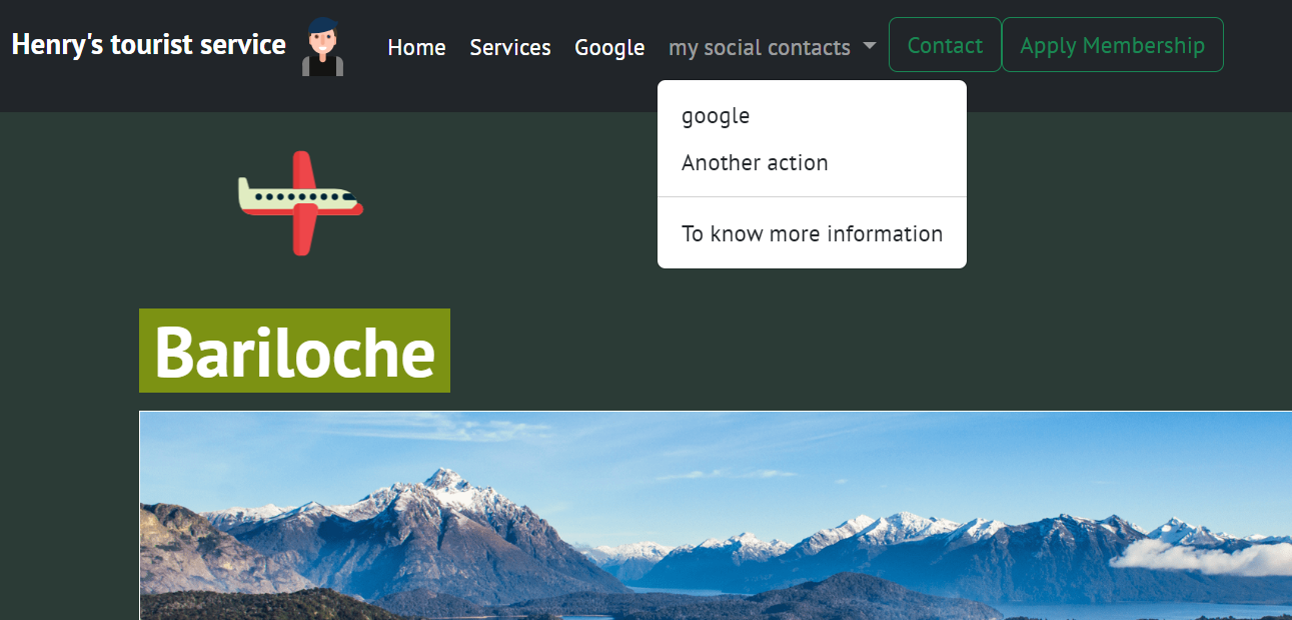 Henry's tourist service
Home
Services
Google
my social contacts
Contact
Apply Membership
google
Another action
To know more information
Bariloche